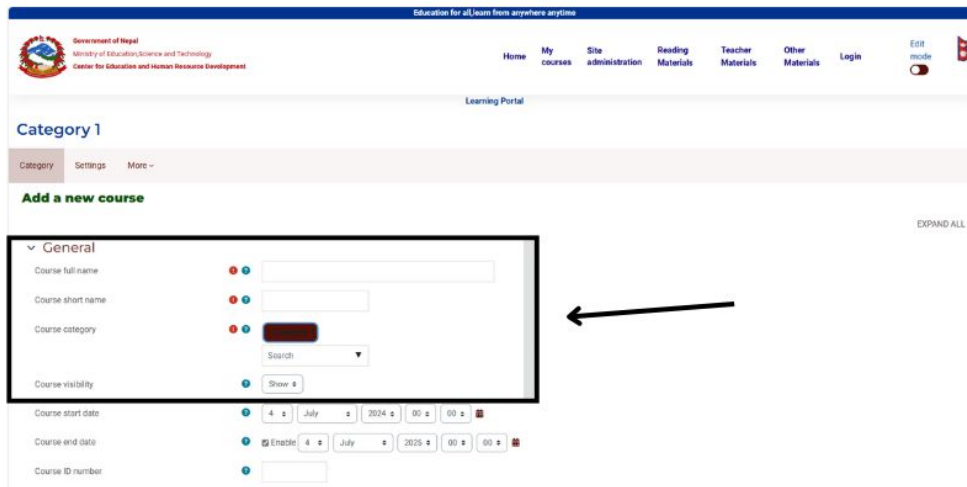 Education for all,learn from anywhere anytime
Government of Nepal
Ministry of Education,Science and Technology
Center for Education and Human Resource Development
Home My courses Site administration Reading Materials Teacher Materials Other Materials Login Edit mode
Learning Portal
Category 1
Category Settings More
Add a new course
EXPAND ALL
General
Course full name
Course short name
Course category
Search
Course visibility Show
Course start date 4 July 2024 00 00
Course end date Enable 4 July 2025 00 00
Course ID number